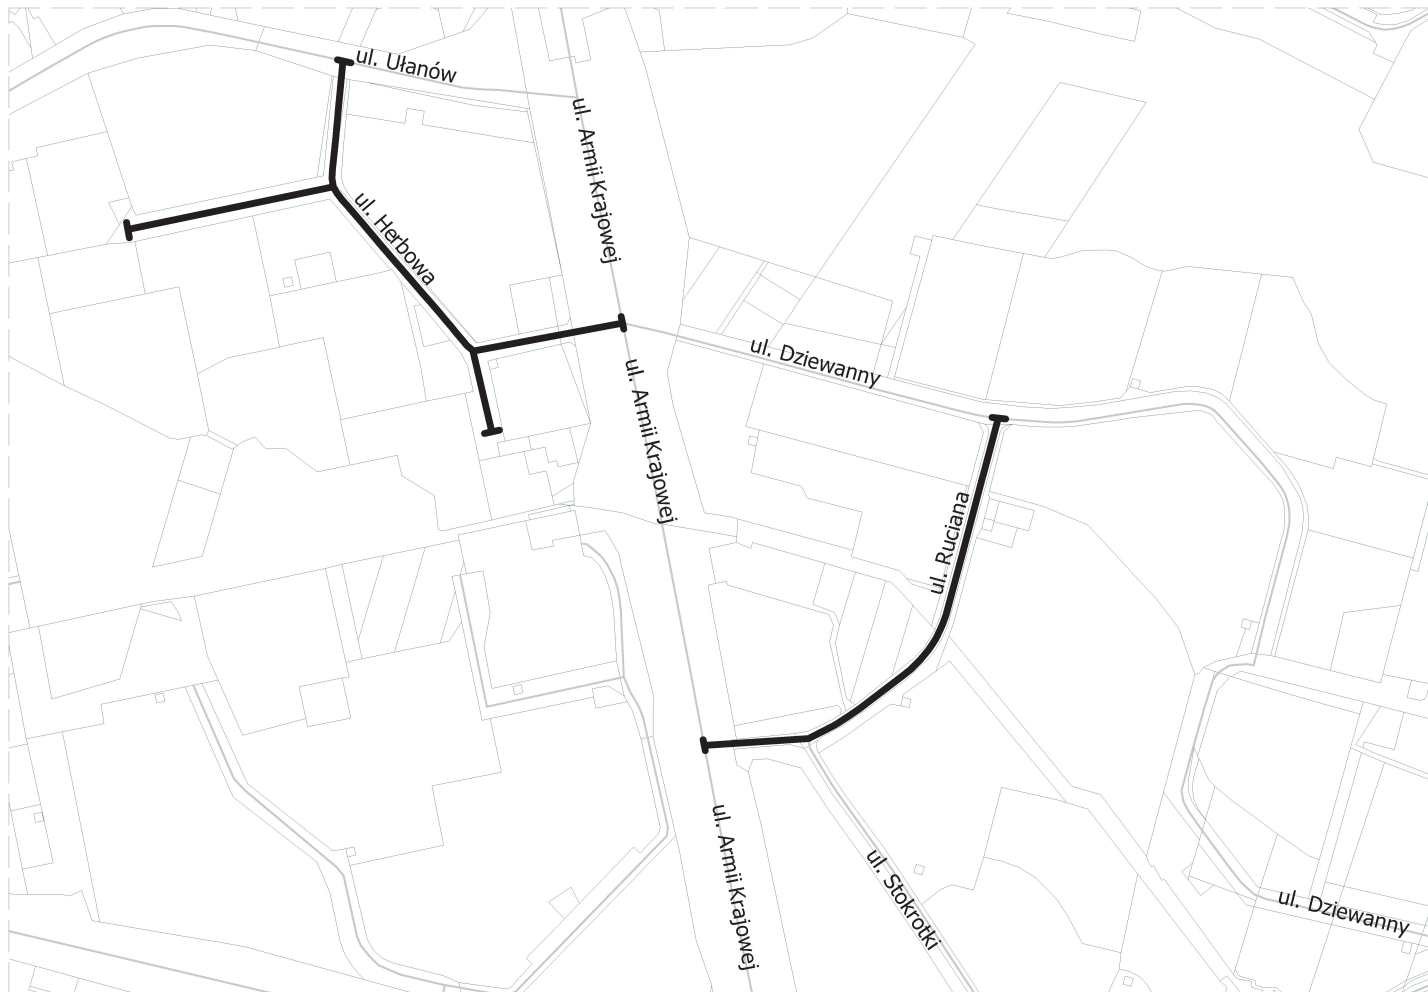 ul. Ułanów
ul. Armii Krajowej
ul. Herbowa
ul. Dziewanny
ul. Armii Krajowej
ul. Ruciana
ul. Armii Krajowej
ul. Stokrotki
ul. Dziewanny